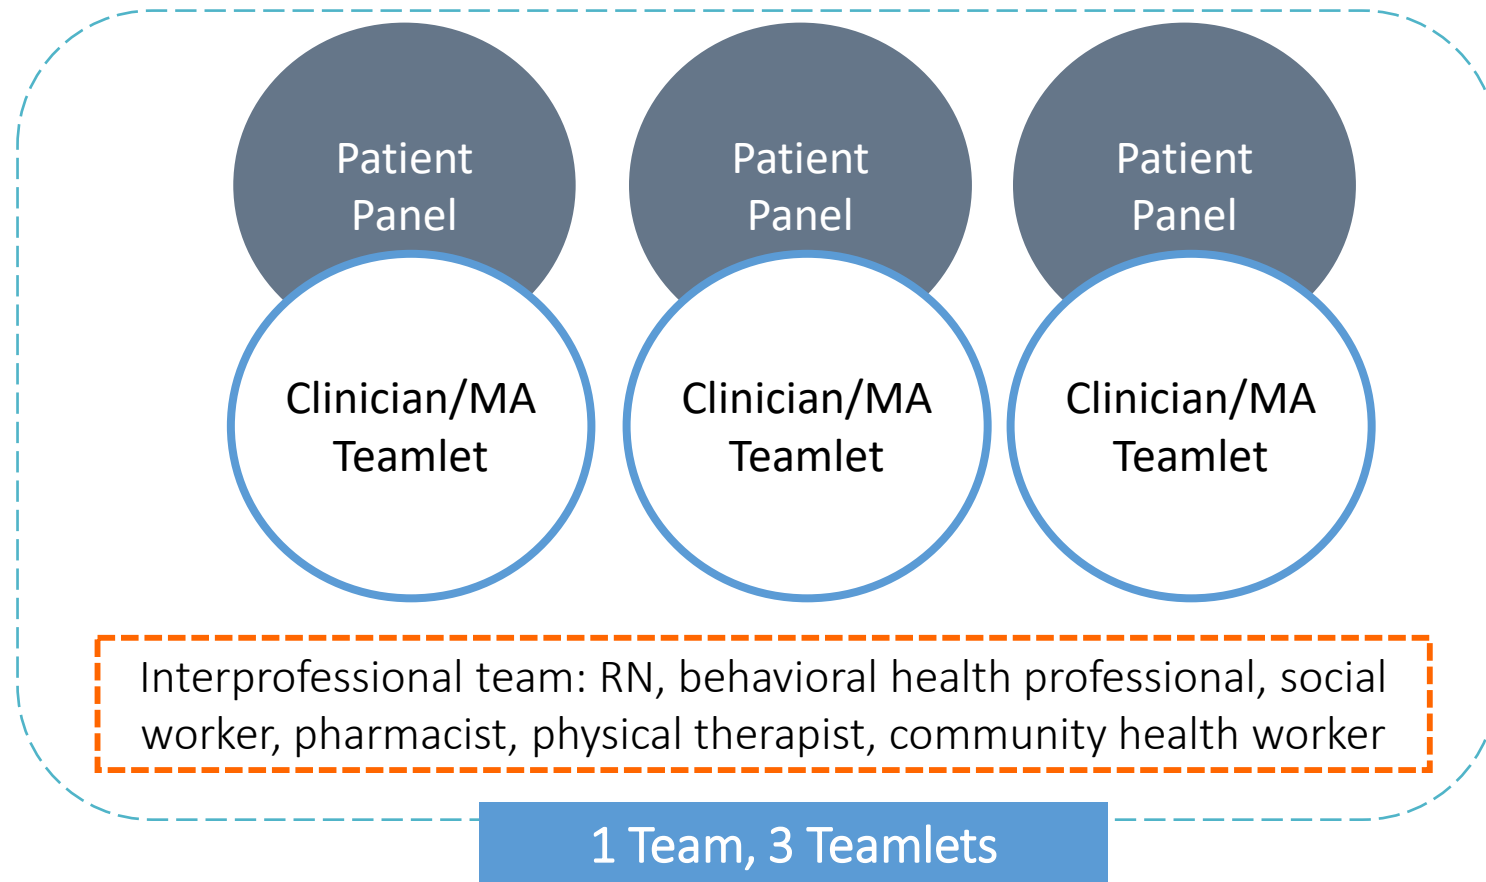 Patient
Panel
Patient
Panel
Patient
Panel
Clinician/MA
Teamlet
Clinician/MA
Teamlet
Clinician/MA
Teamlet
Interprofessional team: RN, behavioral health professional, social
worker, pharmacist, physical therapist, community health worker
1 Team, 3 Teamlets